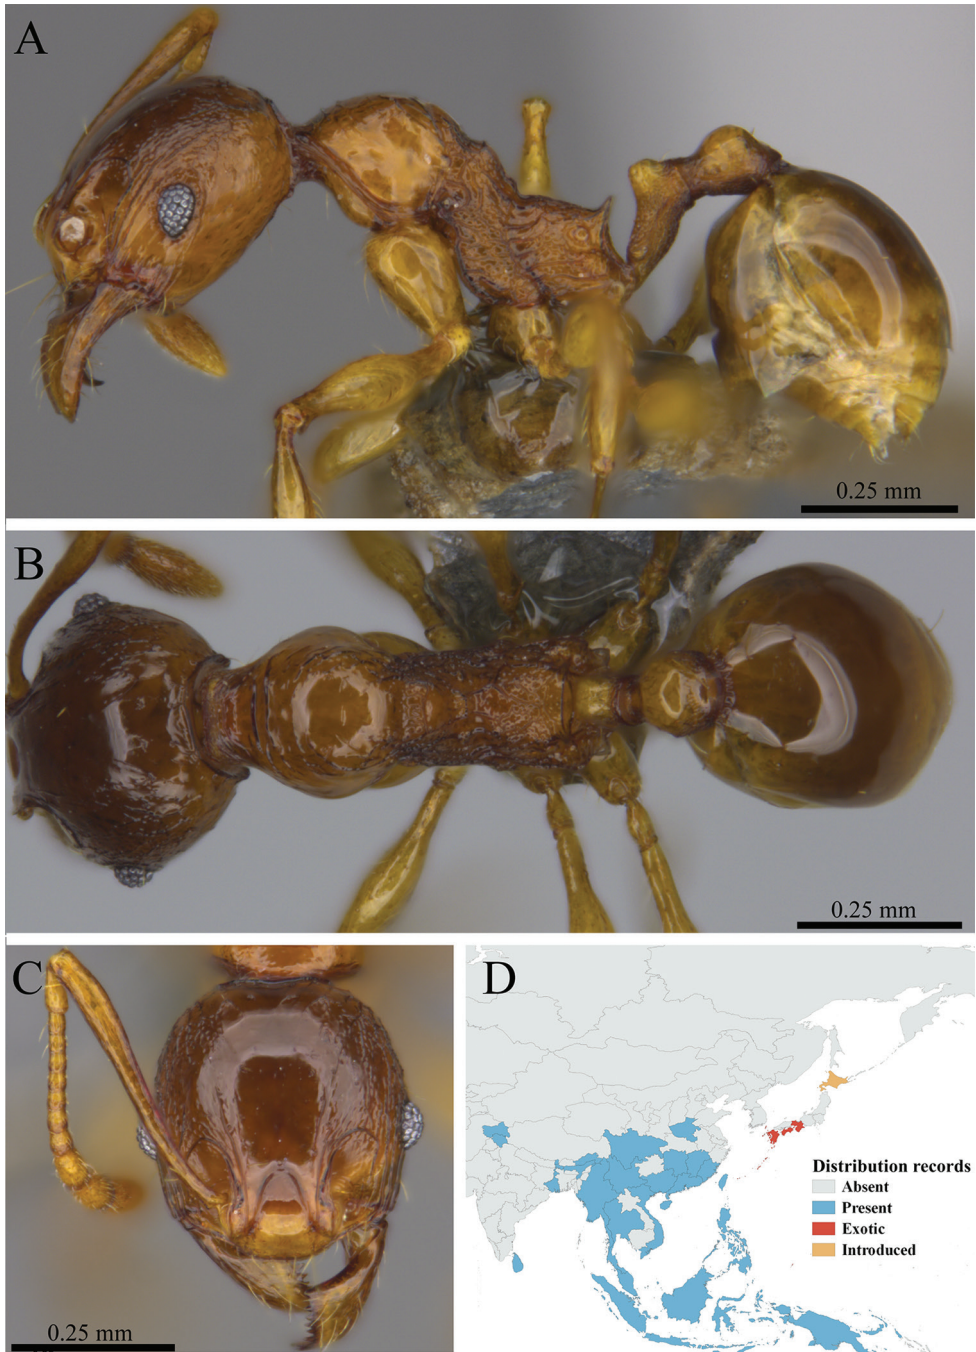 A
0.25 mm
B
0.25 mm
C
0.25 mm
D
Distribution records
Absent
Present
Exotic
Introduced